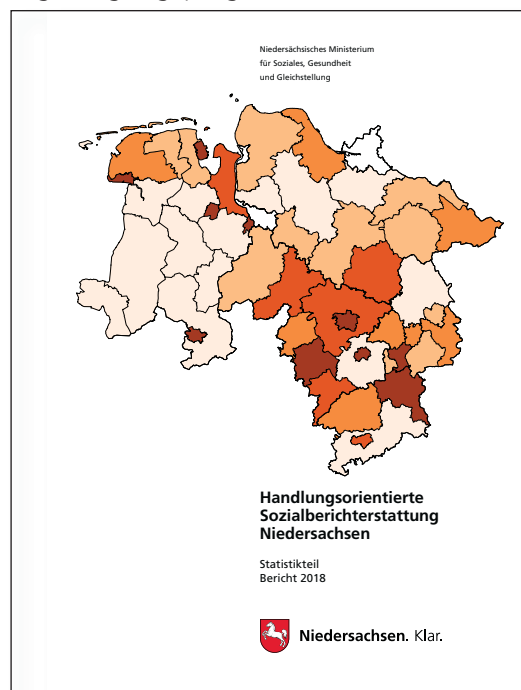 Niedersächsisches Ministerium
für Soziales, Gesundheit
und Gleichstellung
Handlungsorientierte
Sozialberichterstattung
Niedersachsen
Statistikteil
Bericht 2018
Niedersachsen. Klar.